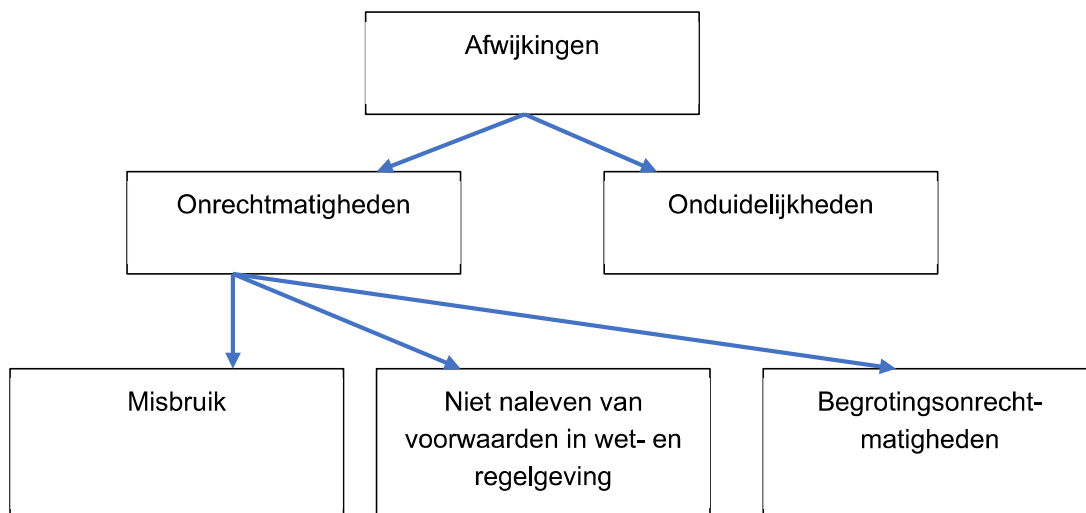 Afwijkingen
Onrechtmatigheden
Onduidelijkheden
Misbruik
Niet naleven van
voorwaarden in wet- en
regelgeving
Begrotingsonrecht-
matigheden